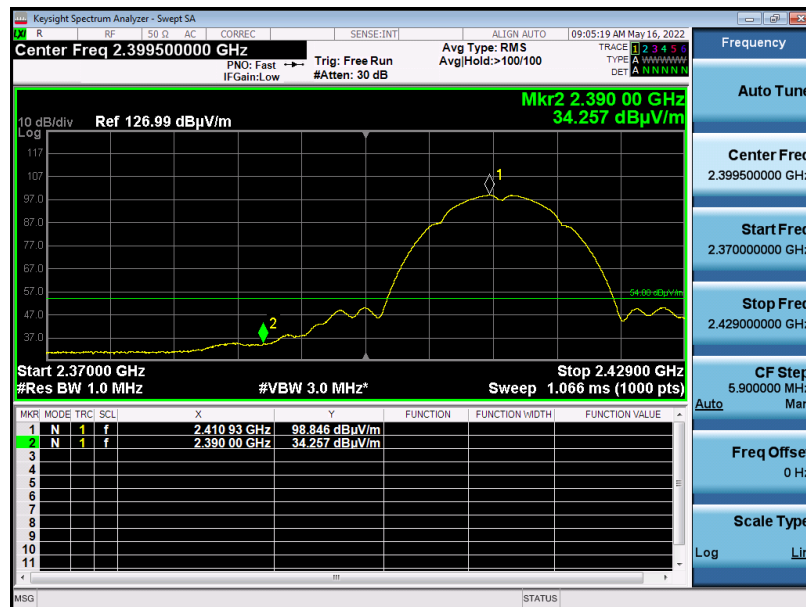 Keysight Spectrum Analyzer - Swept SA
LXI R RF 50 Ω AC CORREC SENSE:INT ALIGN AUTO 09:05:19 AM May 16, 2022
Center Freq 2.399500000 GHz
PNO: Fast
IFGain:Low
Trig: Free Run
#Atten: 30 dB
Avg Type: RMS
Avg|Hold:>100/100
TRACE 1 2 3 4 5 6
TYPE A WWWWW
DET A N N N N N
Mkr2 2.390 00 GHz
34.257 dBµV/m
10 dB/div Ref 126.99 dBµV/m
Log
117
107
97.0
87.0
77.0
67.0
57.0
47.0
37.0
1
54.00 dBµV/m
2
Start 2.37000 GHz Stop 2.42900 GHz
#Res BW 1.0 MHz #VBW 3.0 MHz* Sweep 1.066 ms (1000 pts)
MKR MODE TRC SCL X Y FUNCTION FUNCTION WIDTH FUNCTION VALUE
1 N 1 f 2.410 93 GHz 98.846 dBµV/m
2 N 1 f 2.390 00 GHz 34.257 dBµV/m
3
4
5
6
7
8
9
10
11
MSG STATUS
Frequency
Auto Tune
Center Freq
2.399500000 GHz
Start Freq
2.370000000 GHz
Stop Freq
2.429000000 GHz
CF Step
5.900000 MHz
Auto Man
Freq Offset
0 Hz
Scale Type
Log Lin